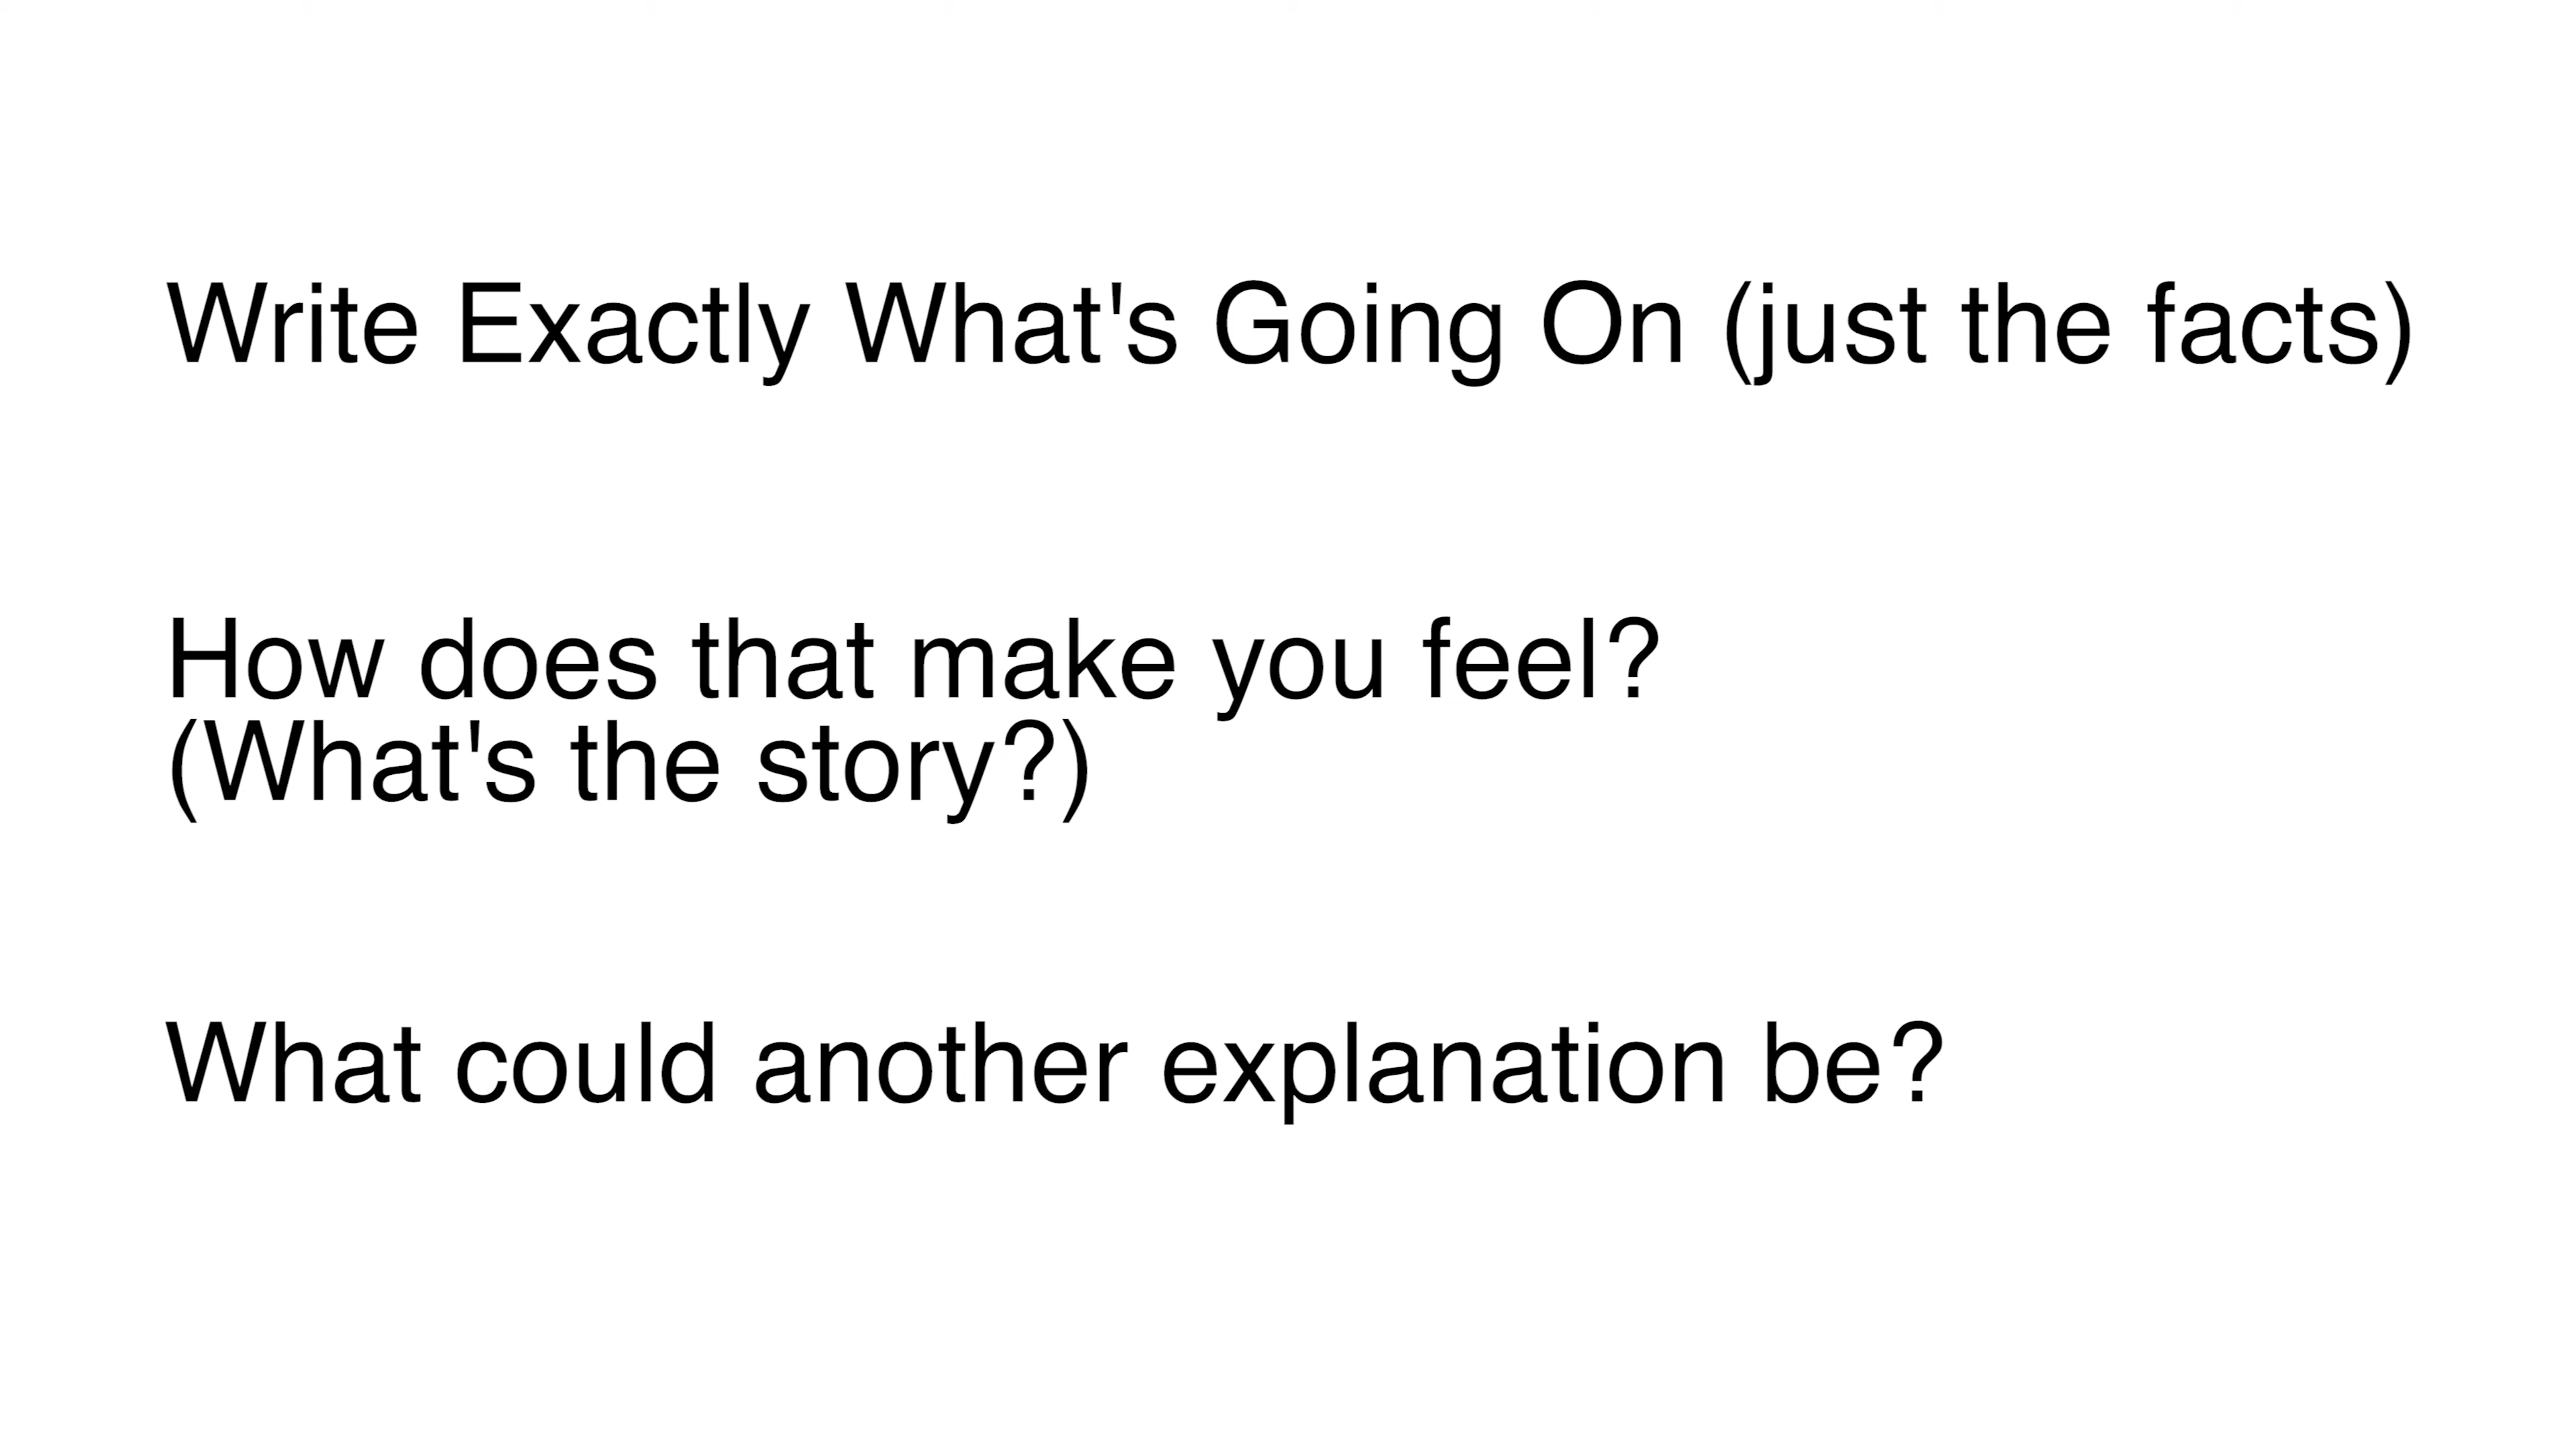 Write Exactly What's Going On (just the facts)
How does that make you feel?
(What's the story?)
What could another explanation be?